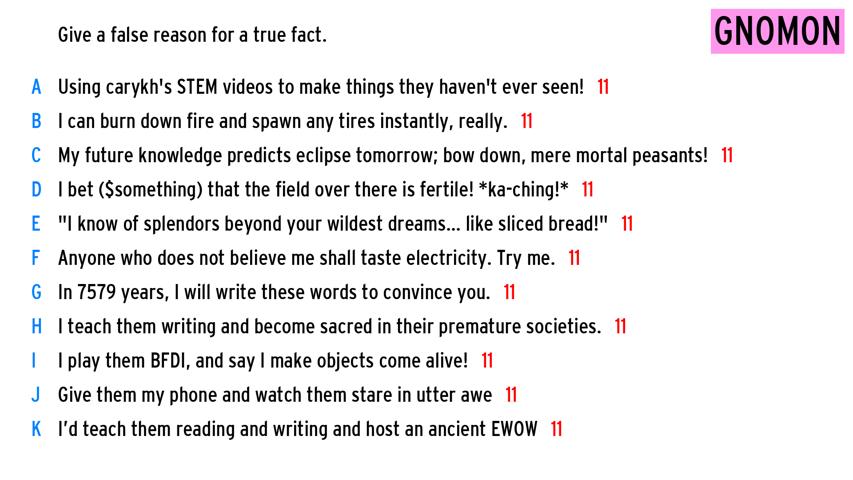 Give a false reason for a true fact.
GNOMON
A Using carykh's STEM videos to make things they haven't ever seen! 11
B I can burn down fire and spawn any tires instantly, really. 11
C My future knowledge predicts eclipse tomorrow; bow down, mere mortal peasants! 11
D I bet ($something) that the field over there is fertile! *ka-ching!* 11
E "I know of splendors beyond your wildest dreams... like sliced bread!" 11
F Anyone who does not believe me shall taste electricity. Try me. 11
G In 7579 years, I will write these words to convince you. 11
H I teach them writing and become sacred in their premature societies. 11
I I play them BFDI, and say I make objects come alive! 11
J Give them my phone and watch them stare in utter awe 11
K I’d teach them reading and writing and host an ancient EWOW 11